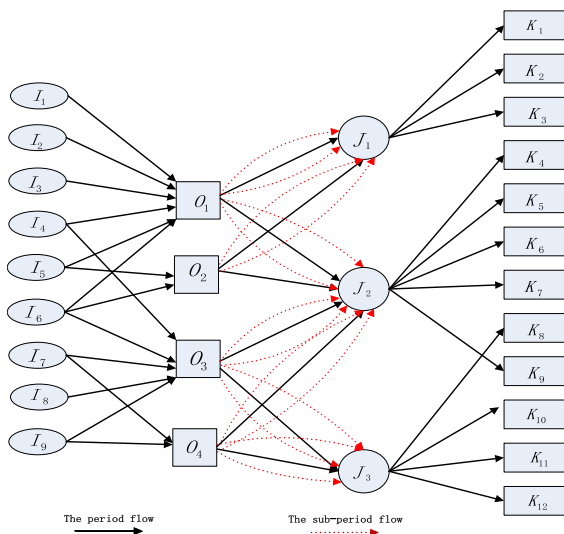 I1
I2
I3
I4
I5
I6
I7
I8
I9
O1
O2
O3
O4
J1
J2
J3
K1
K2
K3
K4
K5
K6
K7
K8
K9
K10
K11
K12
The period flow
The sub-period flow